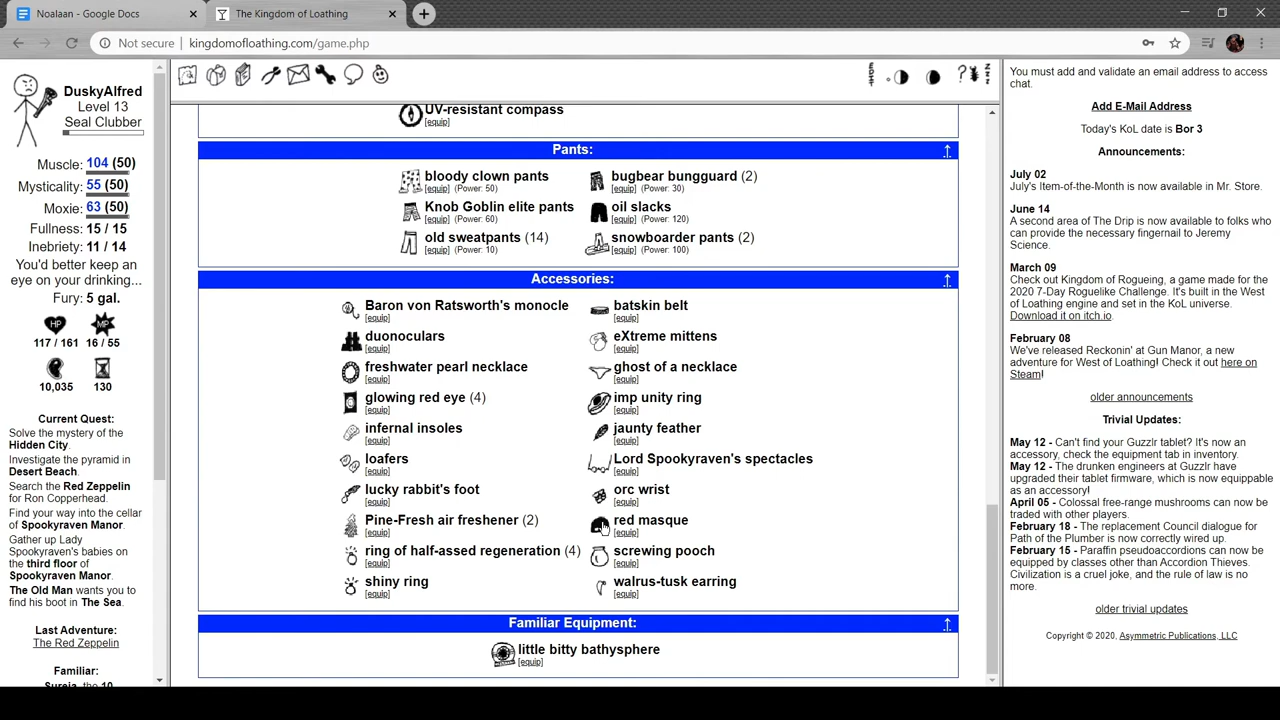 Noalaan - Google Docs
The Kingdom of Loathing
Not secure | kingdomofloathing.com/game.php
DuskyAlfred
Level 13
Seal Clubber
Muscle: 104 (50)
Mysticality: 55 (50)
Moxie: 63 (50)
Fullness: 15 / 15
Inebriety: 11 / 14
You'd better keep an
eye on your drinking...
Fury: 5 gal.
HP MP
117 / 161 16 / 55
10,035 130
Current Quest:
Solve the mystery of the
Hidden City.
Investigate the pyramid in
Desert Beach.
Search the Red Zeppelin
for Ron Copperhead.
Find your way into the
cellar of
Spookyraven Manor.
Gather up Lady
Spookyraven's babies on
the third floor of
Spookyraven Manor.
The Old Man wants you to
find his boot in The Sea.
Last Adventure:
The Red Zeppelin
Familiar:
UV-resistant compass
[equip]
Pants:
bloody clown pants
[equip] (Power: 50)
bugbear bungguard (2)
[equip] (Power: 30)
Knob Goblin elite pants
[equip] (Power: 60)
oil slacks
[equip] (Power: 120)
old sweatpants (14)
[equip] (Power: 10)
snowboarder pants (2)
[equip] (Power: 100)
Accessories:
Baron von Ratsworth's monocle
[equip]
batskin belt
[equip]
duonoculars
[equip]
eXtreme mittens
[equip]
freshwater pearl necklace
[equip]
ghost of a necklace
[equip]
glowing red eye (4)
[equip]
imp unity ring
[equip]
infernal insoles
[equip]
jaunty feather
[equip]
loafers
[equip]
Lord Spookyraven's spectacles
[equip]
lucky rabbit's foot
[equip]
orc wrist
[equip]
Pine-Fresh air freshener (2)
[equip]
red masque
[equip]
ring of half-assed regeneration (4)
[equip]
screwing pooch
[equip]
shiny ring
[equip]
walrus-tusk earring
[equip]
Familiar Equipment:
little bitty bathysphere
[equip]
You must add and validate an email address to access
chat.
Add E-Mail Address
Today's KoL date is Bor 3
Announcements:
July 02
July's Item-of-the-Month is now available in Mr. Store.
June 14
A second area of The Drip is now available to folks who
can provide the necessary fingernail to Jeremy
Science.
March 09
Check out Kingdom of Rogueing, a game made for the
2020 7-Day Roguelike Challenge. It's built in the West
of Loathing engine and set in the KoL universe.
Download it on itch.io.
February 08
We've released Reckonin' at Gun Manor, a new
adventure for West of Loathing! Check it out here on
Steam!
older announcements
Trivial Updates:
May 12 - Can't find your Guzzlr tablet? It's now an
accessory, check the equipment tab in inventory.
May 12 - The drunken engineers at Guzzlr have
upgraded their tablet firmware, which is now equippable
as an accessory!
April 05 - Colossal free-range mushrooms can now be
traded with other players.
February 18 - The replacement Council dialogue for
Path of the Plumber is now correctly wired up.
February 15 - Paraffin pseudoaccordions can now be
equipped by classes other than Accordion Thieves.
Civilization is a cruel joke, and the rule of law is no
more.
older trivial updates
Copyright © 2020, Asymmetric Publications, LLC